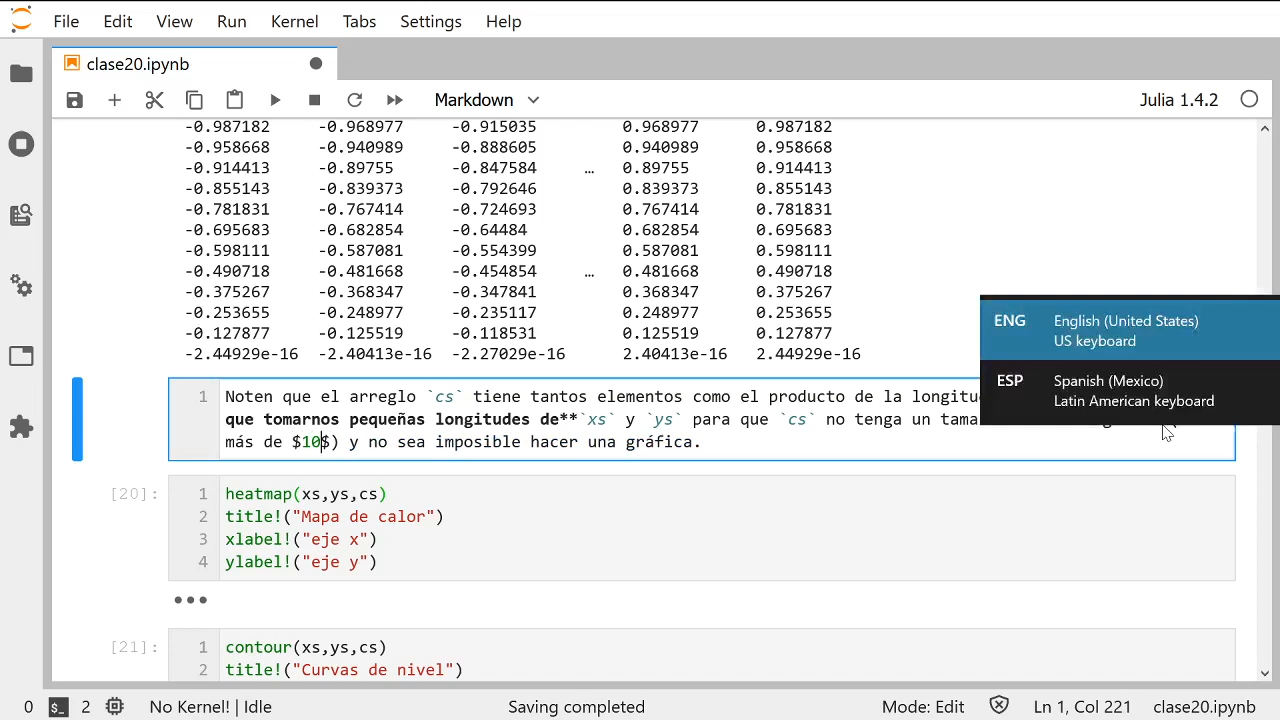 File Edit View Run Kernel Tabs Settings Help
clase20.ipynb
Markdown Julia 1.4.2
-0.987182 -0.968977 -0.915035 0.968977 0.987182
-0.958668 -0.940989 -0.888605 0.940989 0.958668
-0.914413 -0.89755 -0.847584 … 0.89755 0.914413
-0.855143 -0.839373 -0.792646 0.839373 0.855143
-0.781831 -0.767414 -0.724693 0.767414 0.781831
-0.695683 -0.682854 -0.64484 0.682854 0.695683
-0.598111 -0.587081 -0.554399 0.587081 0.598111
-0.490718 -0.481668 -0.454854 … 0.481668 0.490718
-0.375267 -0.368347 -0.347841 0.368347 0.375267
-0.253655 -0.248977 -0.235117 0.248977 0.253655
-0.127877 -0.125519 -0.118531 0.125519 0.127877
-2.44929e-16 -2.40413e-16 -2.27029e-16 2.40413e-16 2.44929e-16
ENG English (United States)
US keyboard
ESP Spanish (Mexico)
Latin American keyboard
1 Noten que el arreglo `cs` tiene tantos elementos como el producto de la
que tomarnos pequeñas longitudes de**`xs` y `ys` para que `cs` no tenga un
más de $10$) y no sea imposible hacer una gráfica.
[20]: 1 heatmap(xs,ys,cs)
2 title!("Mapa de calor")
3 xlabel!("eje x")
4 ylabel!("eje y")
•••
[21]: 1 contour(xs,ys,cs)
2 title!("Curvas de nivel")
0 $_ 2 No Kernel! | Idle Saving completed Mode: Edit Ln 1, Col 221 clase20.ipynb